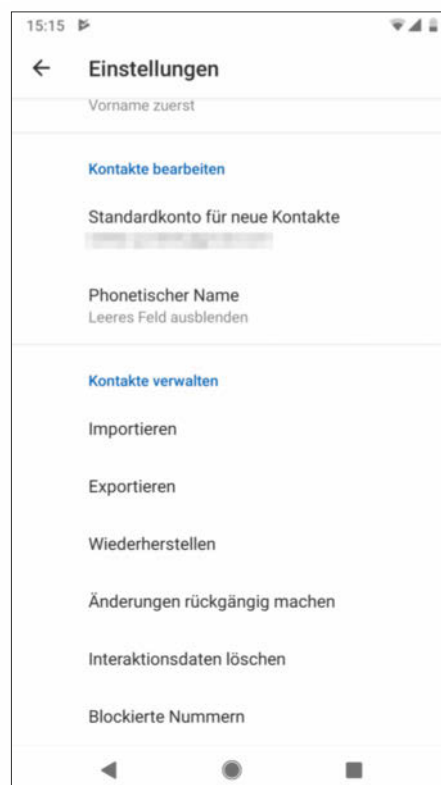 15:15
Einstellungen
Vorname zuerst
Kontakte bearbeiten
Standardkonto für neue Kontakte
Phonetischer Name
Leeres Feld ausblenden
Kontakte verwalten
Importieren
Exportieren
Wiederherstellen
Änderungen rückgängig machen
Interaktionsdaten löschen
Blockierte Nummern